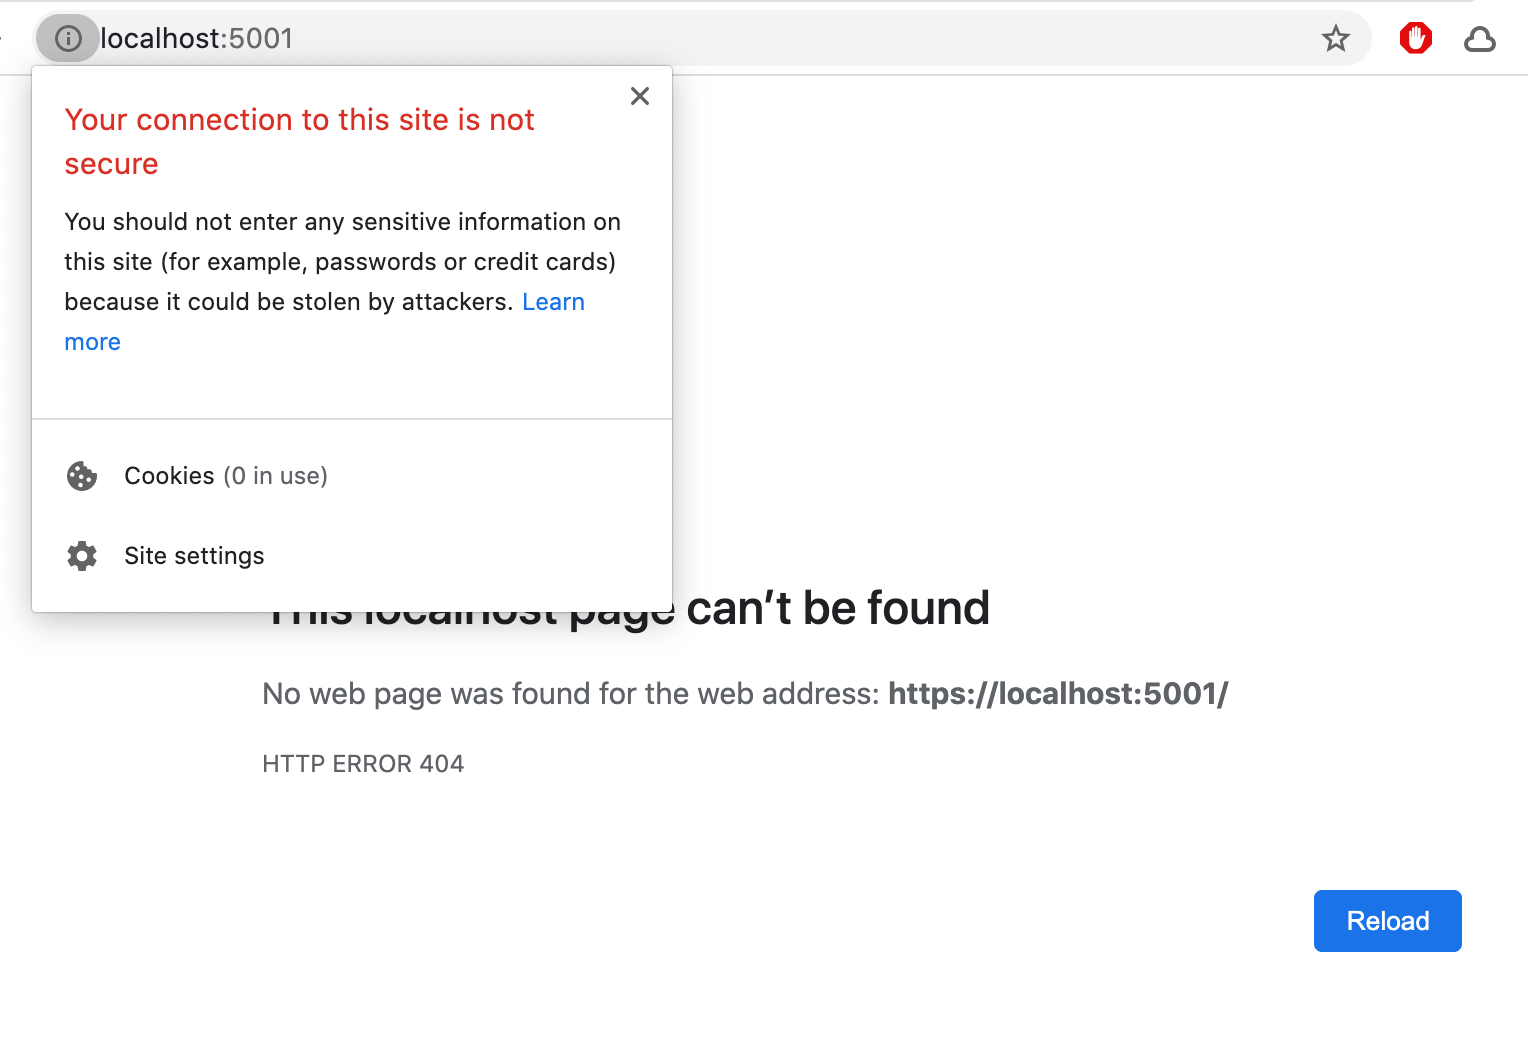 localhost:5001
Your connection to this site is not
secure
You should not enter any sensitive information on
this site (for example, passwords or credit cards)
because it could be stolen by attackers. Learn
more
Cookies (0 in use)
Site settings
This localhost page can't be found
No web page was found for the web address: https://localhost:5001/
HTTP ERROR 404
Reload